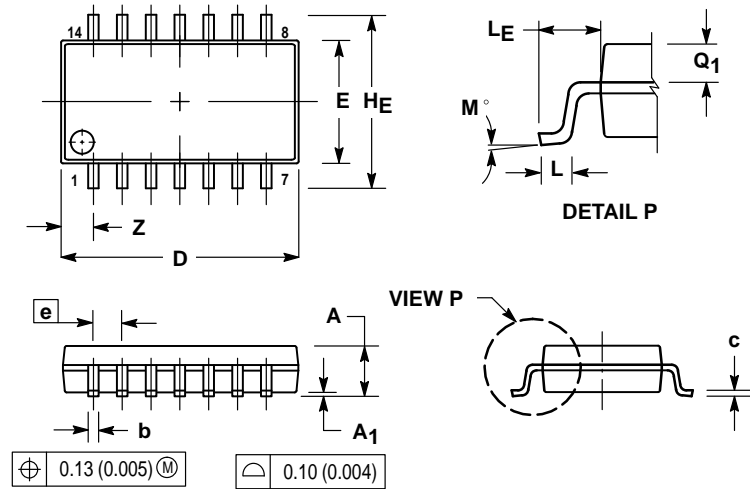 14
8
E
HE
1
7
Z
D
LE
Q1
M°
L
DETAIL P
e
A
b
A1
⌖ 0.13 (0.005) Ⓜ
⌓ 0.10 (0.004)
VIEW P
c